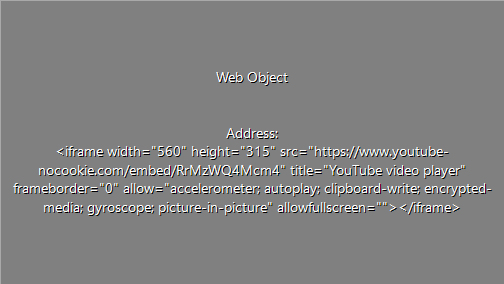 Web Object
Address:
<iframe width="560" height="315" src="https://www.youtube-
nocookie.com/embed/RrMzWQ4Mcm4" title="YouTube video player"
frameborder="0" allow="accelerometer; autoplay; clipboard-write; encrypted-
media; gyroscope; picture-in-picture" allowfullscreen=""></iframe>